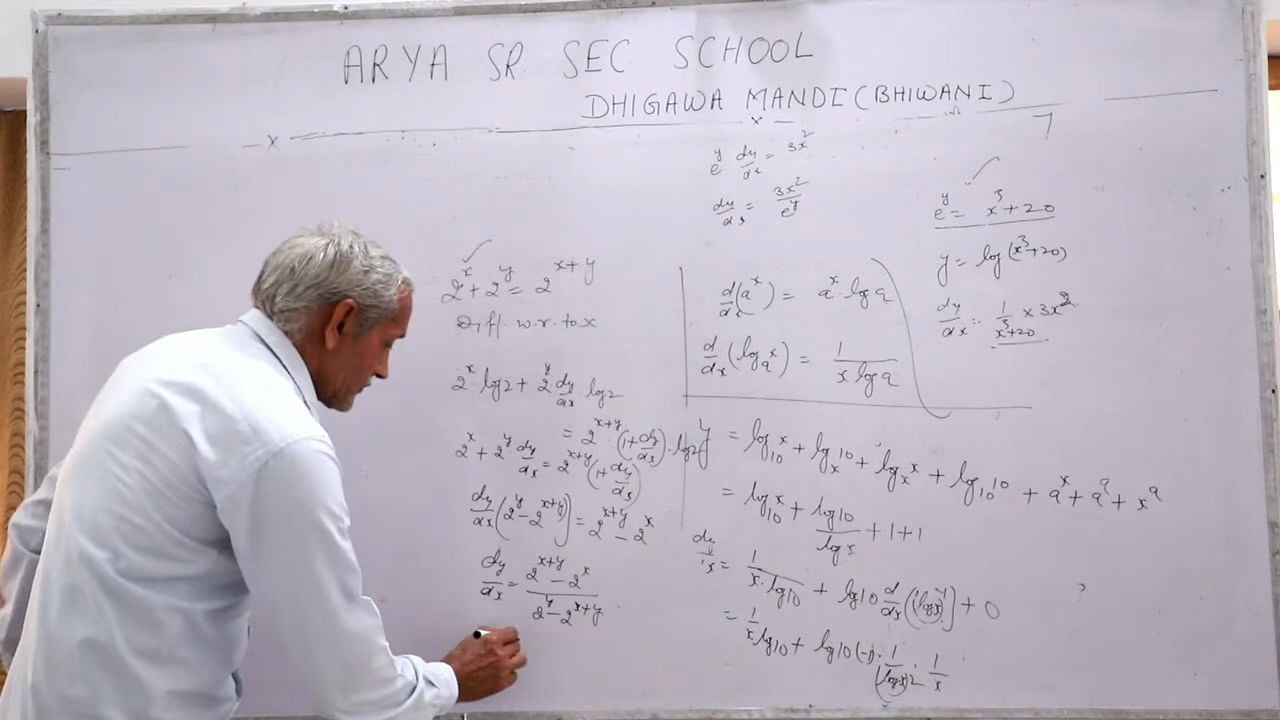 ARYA SR SEC SCHOOL
DHIGAWA MANDI (BHIWANI)
2^x + 2^y = 2^(x+y)
Diff. w.r. to x
2^x log2 + 2^y dy/dx log2
= 2^(x+y) (1+dy/dx) . log2
2^x + 2^y dy/dx = 2^(x+y) (1+dy/dx)
dy/dx (2^y - 2^(x+y)) = 2^(x+y) - 2^x
dy/dx = (2^(x+y) - 2^x)/(2^y - 2^(x+y))
e^y dy/dx = 3x^2
dy/dx = 3x^2/e^y
d/dx (a^x) = a^x . log a
d/dx (log_a x) = 1/(x log a)
e^y = x^3 + 20
y = log (x^3+20)
dy/dx = 1/(x^3+20) × 3x^2
y = log_10 x + log_x 10 + log_x x + log_10 10 + a^x + a^a + x^a
= log_10 x + log10/logx + 1 + 1
dy/dx = 1/(x.log10) + log10 d/dx (logx)^-1 + 0
= 1/(x log10) + log10 (-1) . 1/(logx)^2 . 1/x